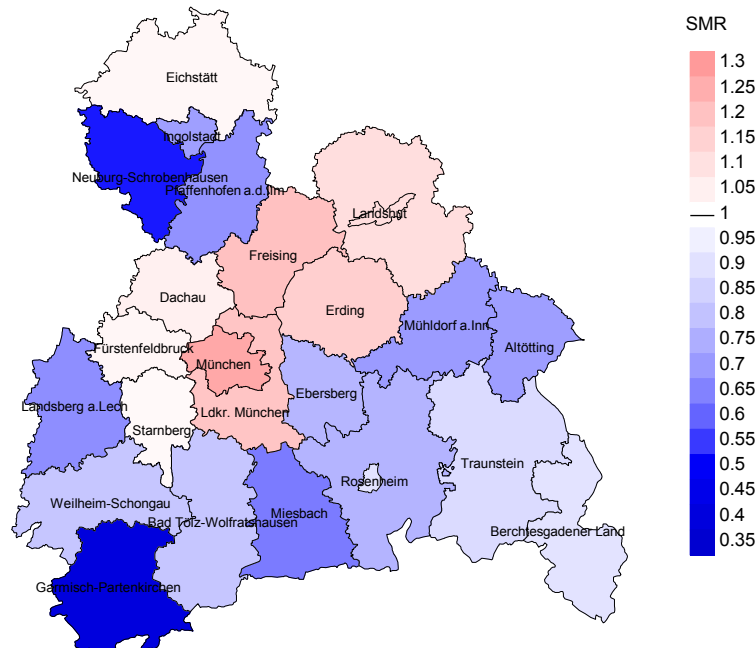 SMR
Eichstätt
Ingolstadt
Neuburg-Schrobenhausen
Pfaffenhofen a.d.Ilm
Landshut
Freising
Dachau
Erding
Mühldorf a.Inn
Fürstenfeldbruck
München
Altötting
Ebersberg
Landsberg a.Lech
Ldkr. München
Starnberg
Traunstein
Rosenheim
Weilheim-Schongau
Miesbach
Bad Tölz-Wolfratshausen
Berchtesgadener Land
Garmisch-Partenkirchen
1.3
1.25
1.2
1.15
1.1
1.05
1
0.95
0.9
0.85
0.8
0.75
0.7
0.65
0.6
0.55
0.5
0.45
0.4
0.35